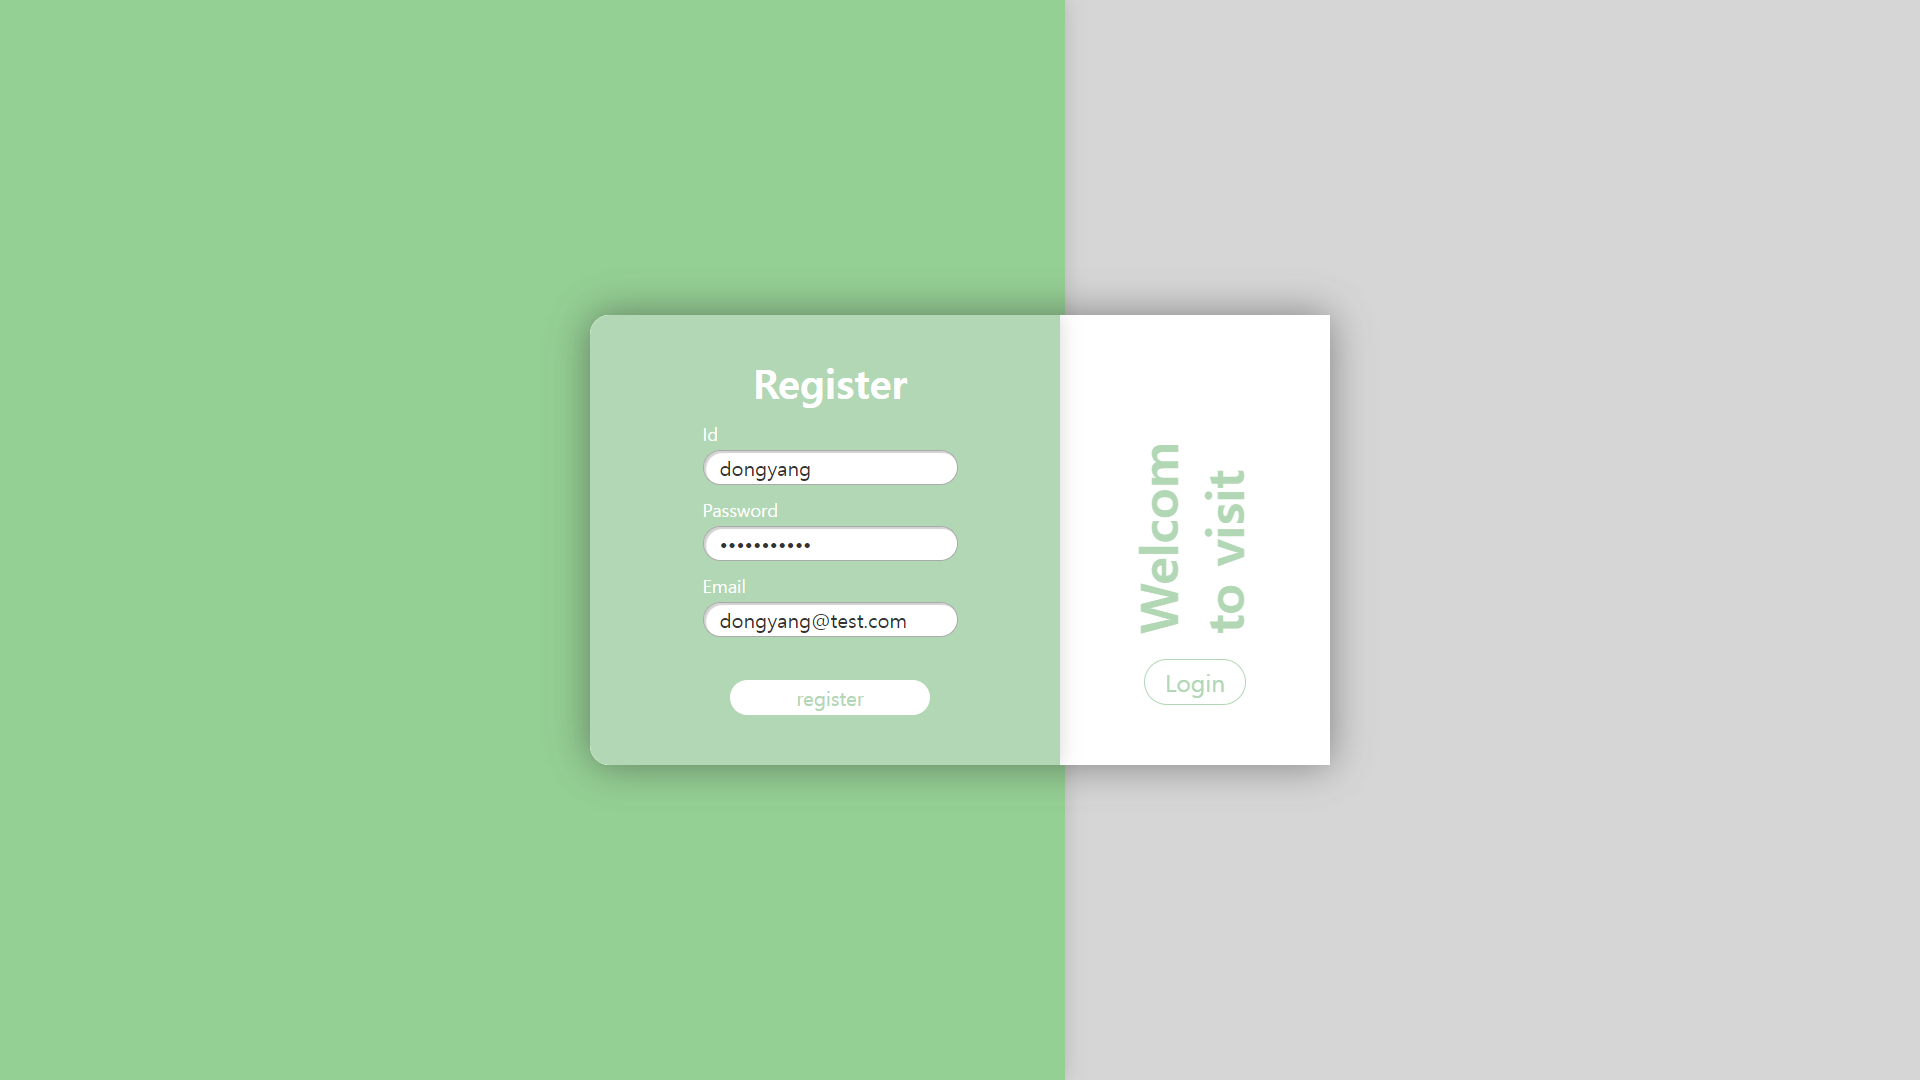 Register
Id
dongyang
Password
•••••••••••
Email
dongyang@test.com
register
Welcom
to visit
Login